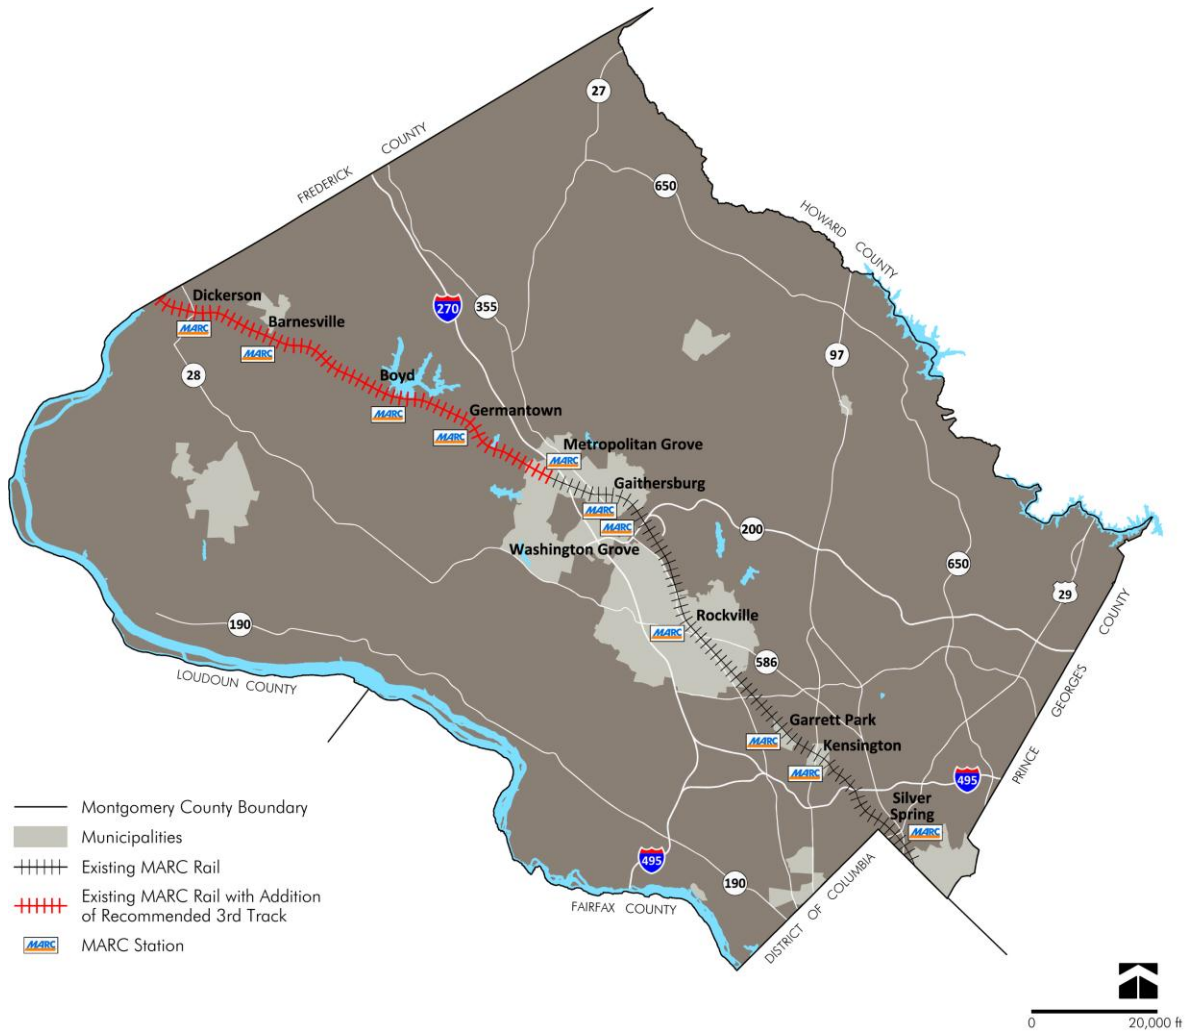 27
FREDERICK COUNTY
650
HOWARD COUNTY
Dickerson
MARC
270
355
Barnesville
MARC
97
28
Boyd
MARC
Germantown
MARC
Metropolitan Grove
MARC
Gaithersburg
MARC
MARC
Washington Grove
200
650
29
190
Rockville
MARC
586
LOUDOUN COUNTY
PRINCE GEORGE'S COUNTY
Garrett Park
MARC
Kensington
MARC
495
Silver
Spring
MARC
495
190
FAIRFAX COUNTY
DISTRICT OF COLUMBIA
Montgomery County Boundary
Municipalities
Existing MARC Rail
Existing MARC Rail with Addition
of Recommended 3rd Track
MARC
MARC Station
0 20,000 ft